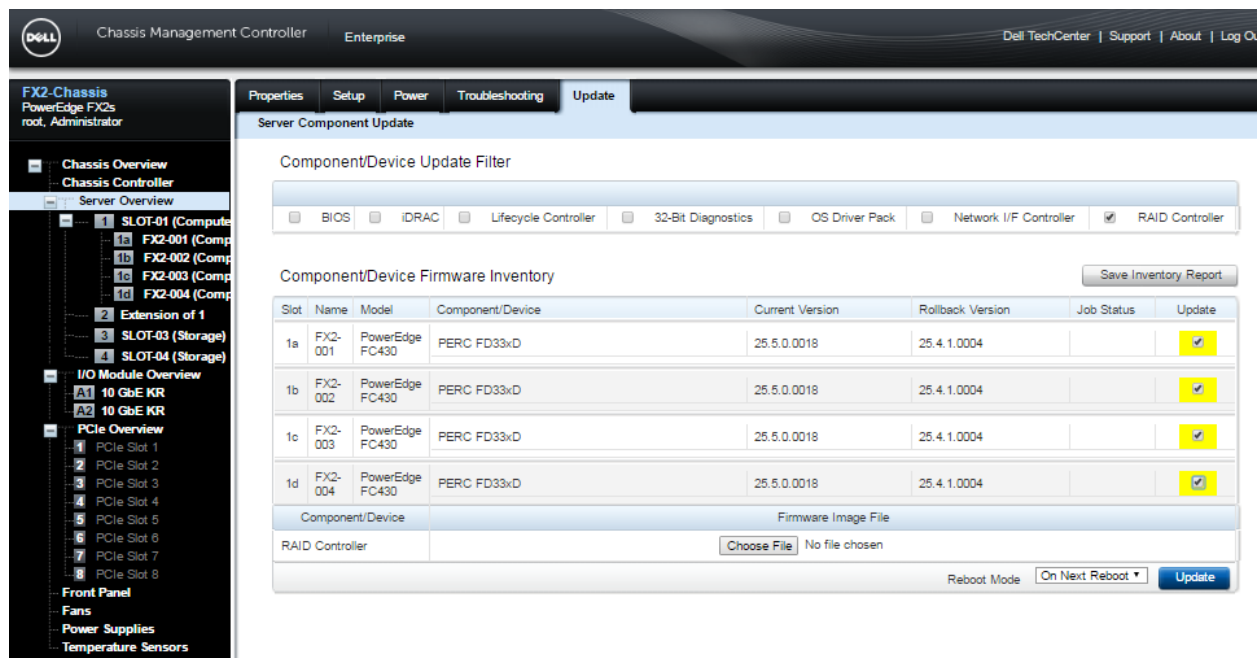 DELL
Chassis Management Controller Enterprise
Dell TechCenter | Support | About | Log Ou
FX2-Chassis
PowerEdge FX2s
root, Administrator
Chassis Overview
Chassis Controller
Server Overview
1 SLOT-01 (Compute
1a FX2-001 (Comp
1b FX2-002 (Comp
1c FX2-003 (Comp
1d FX2-004 (Comp
2 Extension of 1
3 SLOT-03 (Storage)
4 SLOT-04 (Storage)
I/O Module Overview
A1 10 GbE KR
A2 10 GbE KR
PCIe Overview
1 PCIe Slot 1
2 PCIe Slot 2
3 PCIe Slot 3
4 PCIe Slot 4
5 PCIe Slot 5
6 PCIe Slot 6
7 PCIe Slot 7
8 PCIe Slot 8
Front Panel
Fans
Power Supplies
Temperature Sensors
Properties Setup Power Troubleshooting Update
Server Component Update
Component/Device Update Filter
BIOS iDRAC Lifecycle Controller 32-Bit Diagnostics OS Driver Pack Network I/F Controller RAID Controller
Component/Device Firmware Inventory
Save Inventory Report
Slot Name Model Component/Device Current Version Rollback Version Job Status Update
1a FX2-001 PowerEdge FC430 PERC FD33xD 25.5.0.0018 25.4.1.0004
1b FX2-002 PowerEdge FC430 PERC FD33xD 25.5.0.0018 25.4.1.0004
1c FX2-003 PowerEdge FC430 PERC FD33xD 25.5.0.0018 25.4.1.0004
1d FX2-004 PowerEdge FC430 PERC FD33xD 25.5.0.0018 25.4.1.0004
Component/Device Firmware Image File
RAID Controller Choose File No file chosen
Reboot Mode On Next Reboot Update